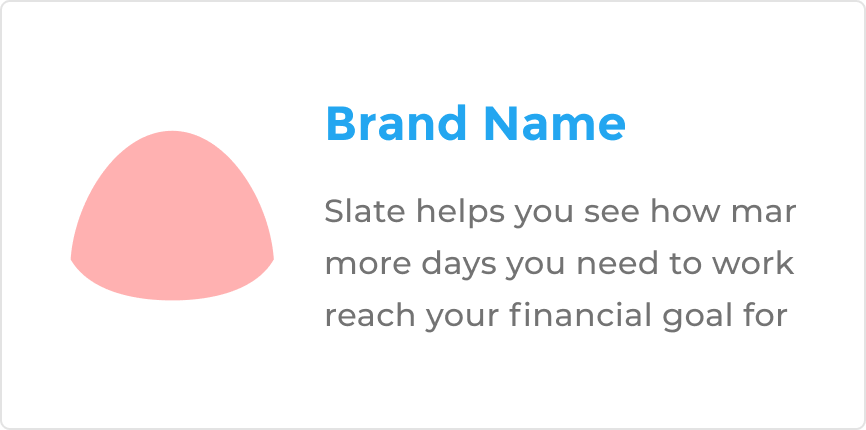 Brand Name
Slate helps you see how mar
more days you need to work
reach your financial goal for